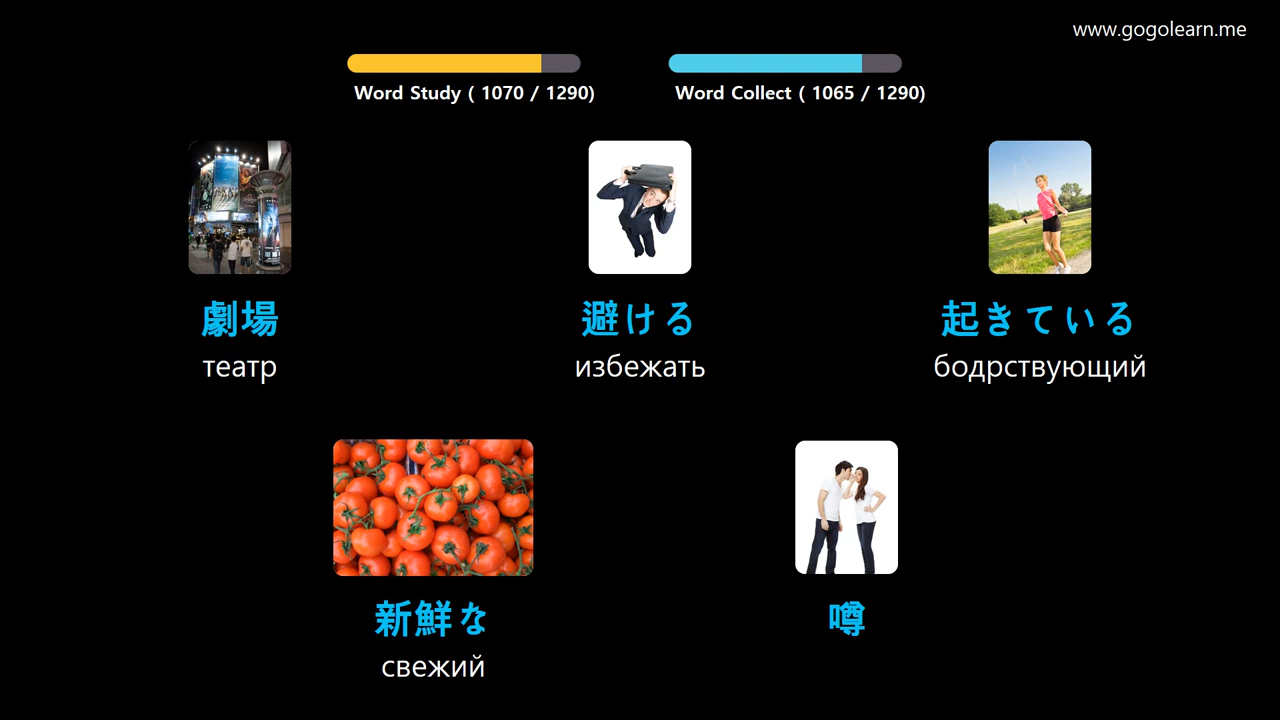 www.gogolearn.me
Word Study ( 1070 / 1290)
Word Collect ( 1065 / 1290)
劇場
театр
避ける
избежать
起きている
бодрствующий
新鮮な
свежий
噂